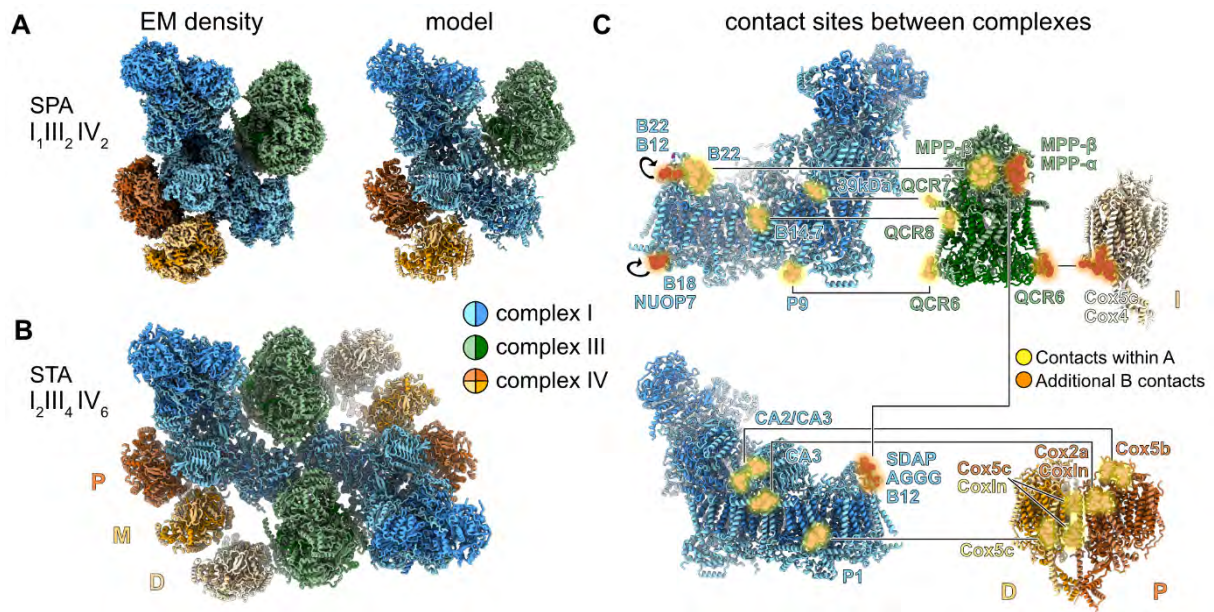 A
EM density
model
SPA
I1III2 IV2
B
STA
I2III4 IV6
P
M
D
complex I
complex III
complex IV
C
contact sites between complexes
B22
B12
B22
MPP-β
MPP-β
MPP-α
39kDa
QCR7
B14.7
QCR8
B18
NUOP7
P9
QCR6
QCR6
Cox5c
Cox4
I
Contacts within A
Additional B contacts
CA2/CA3
CA3
SDAP
AGGG
B12
Cox2a
CoxIn
Cox5b
Cox5c
CoxIn
Cox5c
P1
D
P